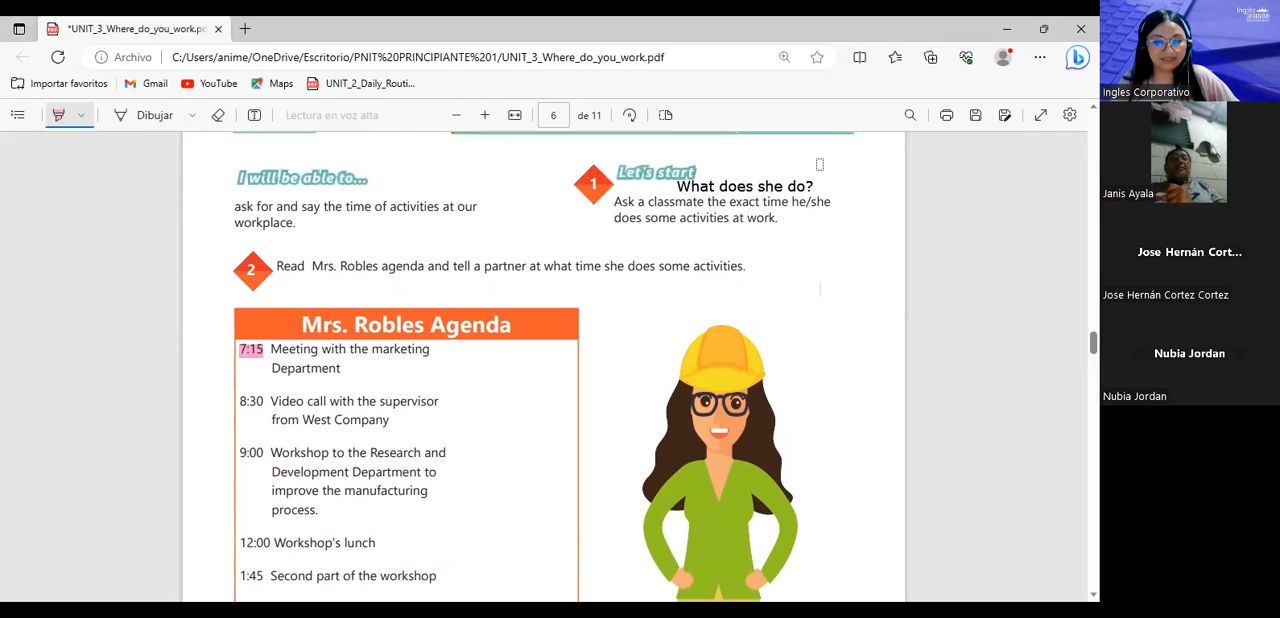 *UNIT_3_Where_do_you_work.pd
Archivo
C:/Users/anime/OneDrive/Escritorio/PNIT%20PRINCIPIANTE%201/UNIT_3_Where_do_you_work.pdf
Importar favoritos
Gmail
YouTube
Maps
UNIT_2_Daily_Routi...
Dibujar
Lectura en voz alta
6
de 11
I will be able to...
ask for and say the time of activities at our
workplace.
1
Let's start
What does she do?
Ask a classmate the exact time he/she
does some activities at work.
2
Read Mrs. Robles agenda and tell a partner at what time she does some activities.
Mrs. Robles Agenda
7:15 Meeting with the marketing
Department
8:30 Video call with the supervisor
from West Company
9:00 Workshop to the Research and
Development Department to
improve the manufacturing
process.
12:00 Workshop's lunch
1:45 Second part of the workshop
Ingles Corporativo
Janis Ayala
Jose Hernán Cort...
Jose Hernán Cortez Cortez
Nubia Jordan
Nubia Jordan